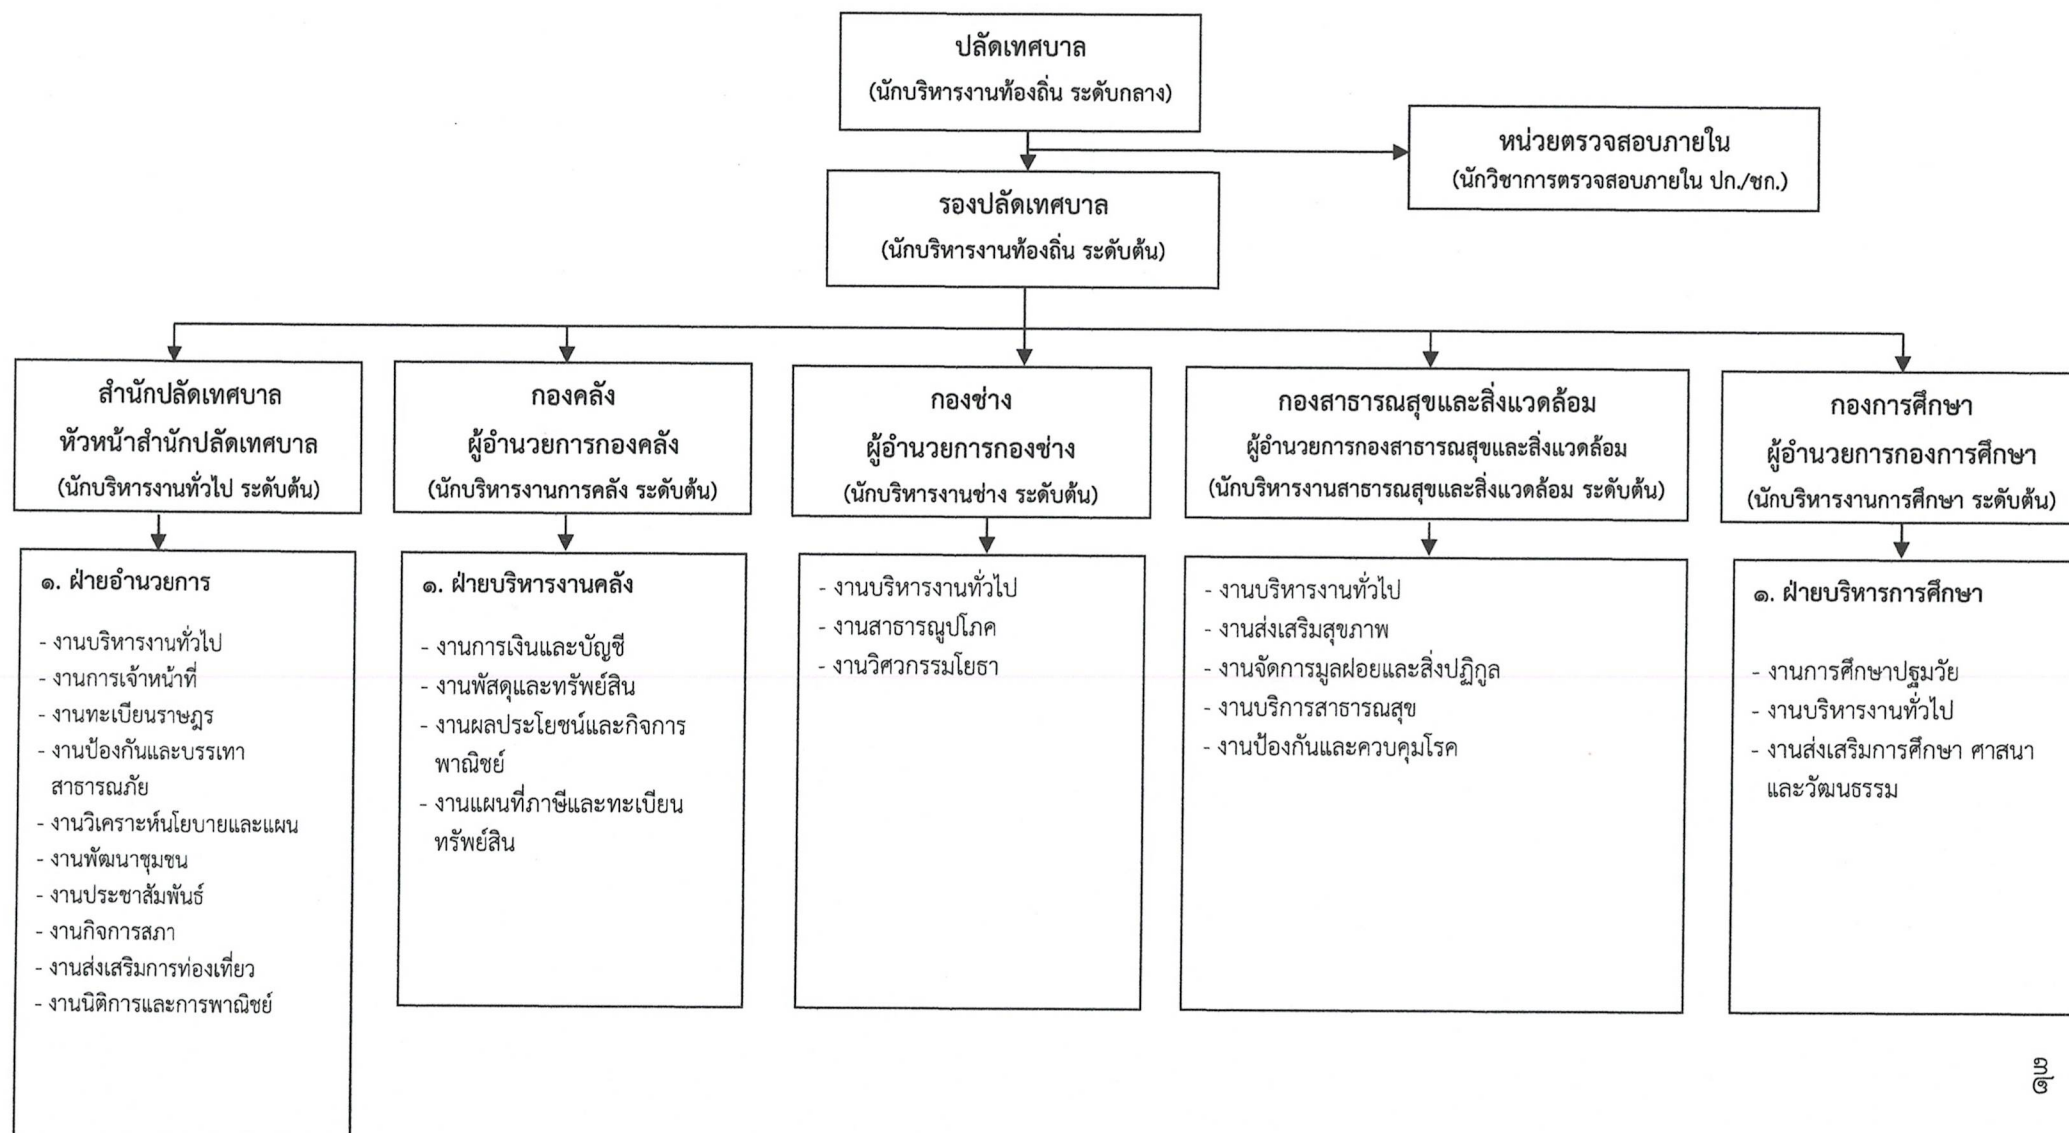 ปลัดเทศบาล
(นักบริหารงานท้องถิ่น ระดับกลาง)
หน่วยตรวจสอบภายใน
(นักวิชาการตรวจสอบภายใน ปก./ชก.)
รองปลัดเทศบาล
(นักบริหารงานท้องถิ่น ระดับต้น)
สำนักปลัดเทศบาล
หัวหน้าสำนักปลัดเทศบาล
(นักบริหารงานทั่วไป ระดับต้น)
กองคลัง
ผู้อำนวยการกองคลัง
(นักบริหารงานการคลัง ระดับต้น)
กองช่าง
ผู้อำนวยการกองช่าง
(นักบริหารงานช่าง ระดับต้น)
กองสาธารณสุขและสิ่งแวดล้อม
ผู้อำนวยการกองสาธารณสุขและสิ่งแวดล้อม
(นักบริหารงานสาธารณสุขและสิ่งแวดล้อม ระดับต้น)
กองการศึกษา
ผู้อำนวยการกองการศึกษา
(นักบริหารงานการศึกษา ระดับต้น)
๑. ฝ่ายอำนวยการ
- งานบริหารงานทั่วไป
- งานการเจ้าหน้าที่
- งานทะเบียนราษฎร
- งานป้องกันและบรรเทา
สาธารณภัย
- งานวิเคราะห์นโยบายและแผน
- งานพัฒนาชุมชน
- งานประชาสัมพันธ์
- งานกิจการสภา
- งานส่งเสริมการท่องเที่ยว
- งานนิติการและการพาณิชย์
๑. ฝ่ายบริหารงานคลัง
- งานการเงินและบัญชี
- งานพัสดุและทรัพย์สิน
- งานผลประโยชน์และกิจการ
พาณิชย์
- งานแผนที่ภาษีและทะเบียน
ทรัพย์สิน
- งานบริหารงานทั่วไป
- งานสาธารณูปโภค
- งานวิศวกรรมโยธา
- งานบริหารงานทั่วไป
- งานส่งเสริมสุขภาพ
- งานจัดการมูลฝอยและสิ่งปฏิกูล
- งานบริการสาธารณสุข
- งานป้องกันและควบคุมโรค
๑. ฝ่ายบริหารการศึกษา
- งานการศึกษาปฐมวัย
- งานบริหารงานทั่วไป
- งานส่งเสริมการศึกษา ศาสนา
และวัฒนธรรม
๓๒